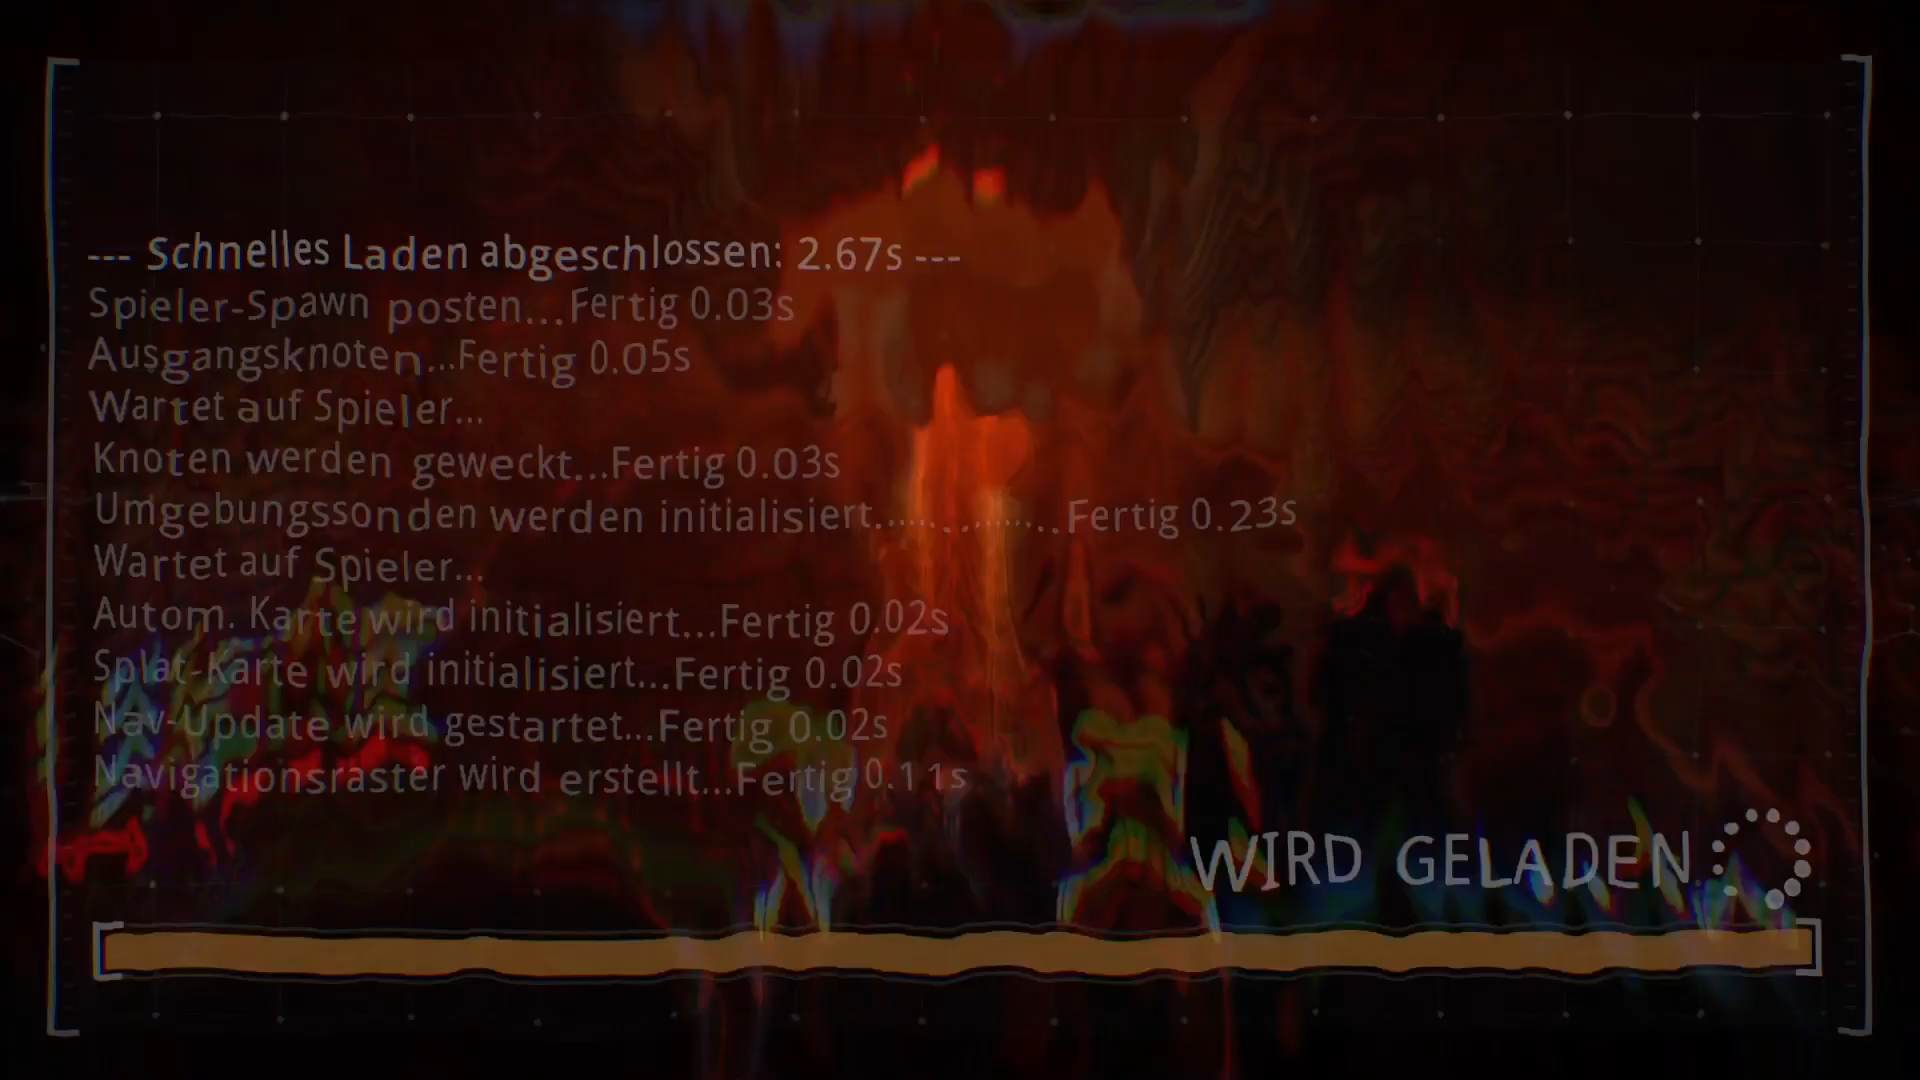 --- Schnelles Laden abgeschlossen: 2.67s ---
Spieler-Spawn posten...Fertig 0.03s
Ausgangsknoten...Fertig 0.05s
Wartet auf Spieler...
Knoten werden geweckt...Fertig 0.03s
Umgebungssonden werden initialisiert................Fertig 0.23s
Wartet auf Spieler...
Autom. Karte wird initialisiert...Fertig 0.02s
Splat-Karte wird initialisiert...Fertig 0.02s
Nav-Update wird gestartet...Fertig 0.02s
Navigationsraster wird erstellt...Fertig 0.11s
WIRD GELADEN